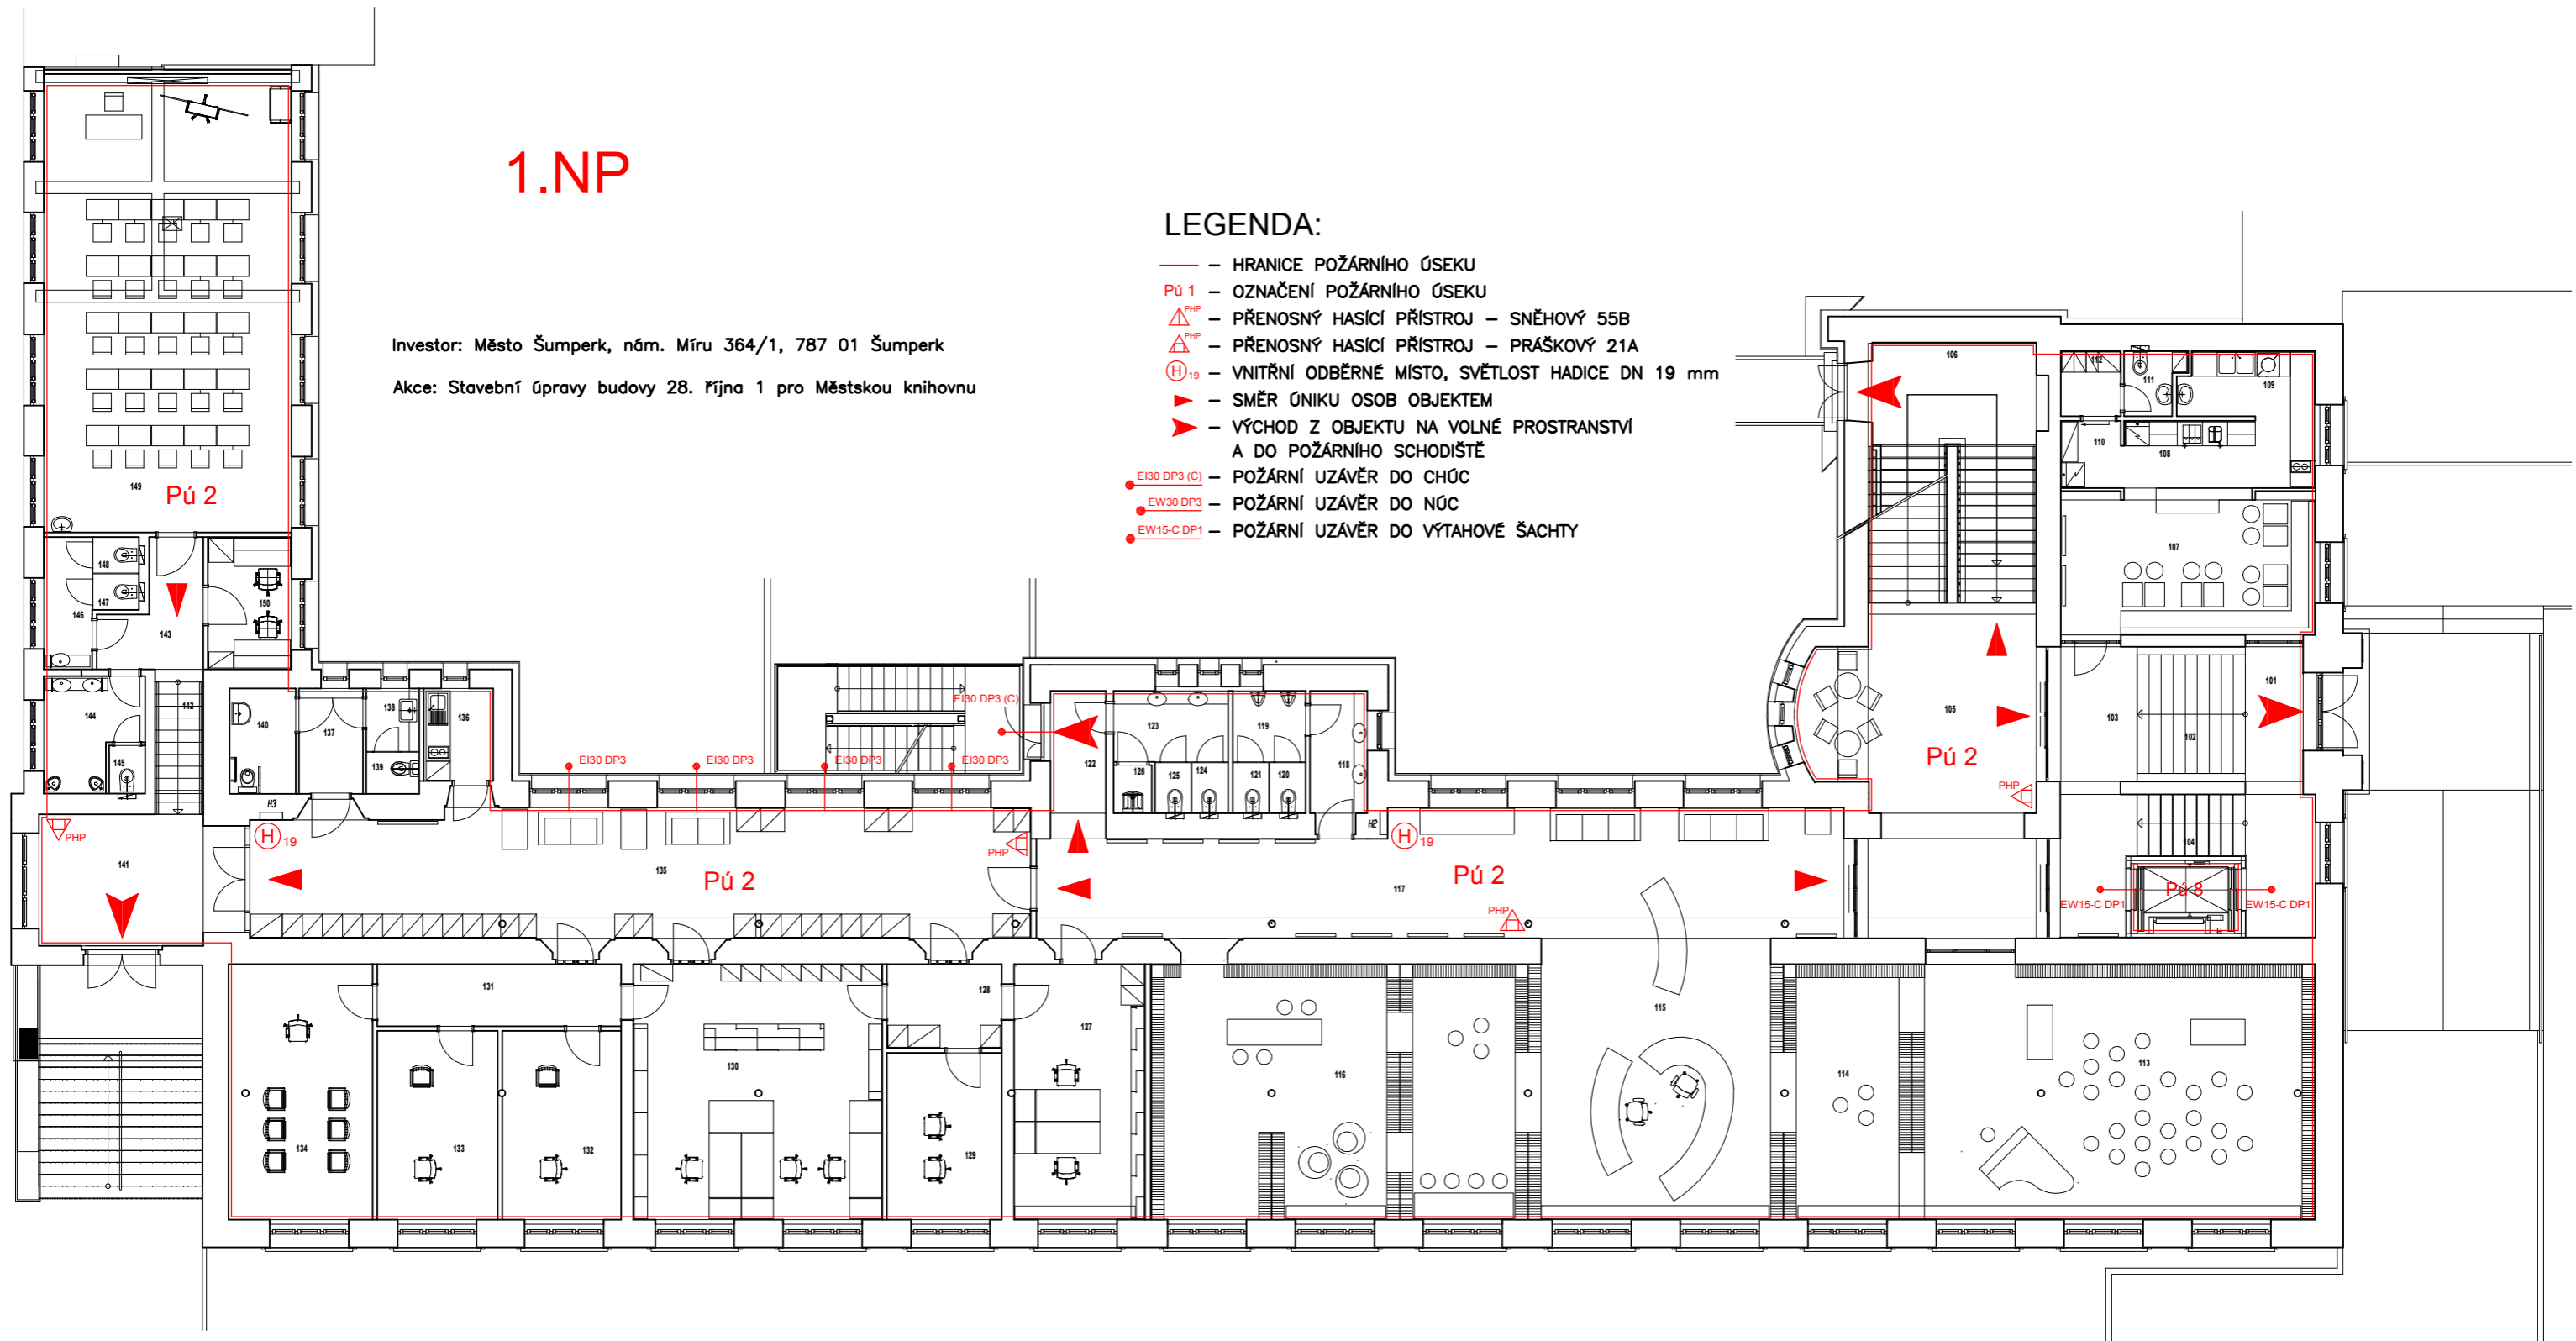 1.NP
Investor: Město Šumperk, nám. Míru 364/1, 787 01 Šumperk
Akce: Stavební úpravy budovy 28. října 1 pro Městskou knihovnu
LEGENDA:
– HRANICE POŽÁRNÍHO ÚSEKU
Pú 1 – OZNAČENÍ POŽÁRNÍHO ÚSEKU
PHP – PŘENOSNÝ HASÍCÍ PŘÍSTROJ – SNĚHOVÝ 55B
PHP – PŘENOSNÝ HASÍCÍ PŘÍSTROJ – PRÁŠKOVÝ 21A
H 19 – VNITŘNÍ ODBĚRNÉ MÍSTO, SVĚTLOST HADICE DN 19 mm
– SMĚR ÚNIKU OSOB OBJEKTEM
– VÝCHOD Z OBJEKTU NA VOLNÉ PROSTRANSTVÍ
A DO POŽÁRNÍHO SCHODIŠTĚ
EI30 DP3 (C) – POŽÁRNÍ UZÁVĚR DO CHÚC
EW30 DP3 – POŽÁRNÍ UZÁVĚR DO NÚC
EW15-C DP1 – POŽÁRNÍ UZÁVĚR DO VÝTAHOVÉ ŠACHTY
106
112
111
109
110
108
107
149
Pú 2
148
147
146
150
143
144
142
145
140
137
138
139
136
EI30 DP3 (C)
EI30 DP3
EI30 DP3
EI30 DP3
EI30 DP3
122
123
119
118
126
125
124
121
120
105
Pú 2
PHP
101
103
102
104
Pú 8
EW15-C DP1
EW15-C DP1
PHP
141
H3
H 19
135
Pú 2
PHP
H2
H 19
117
Pú 2
PHP
131
128
127
134
133
132
130
129
116
115
114
113